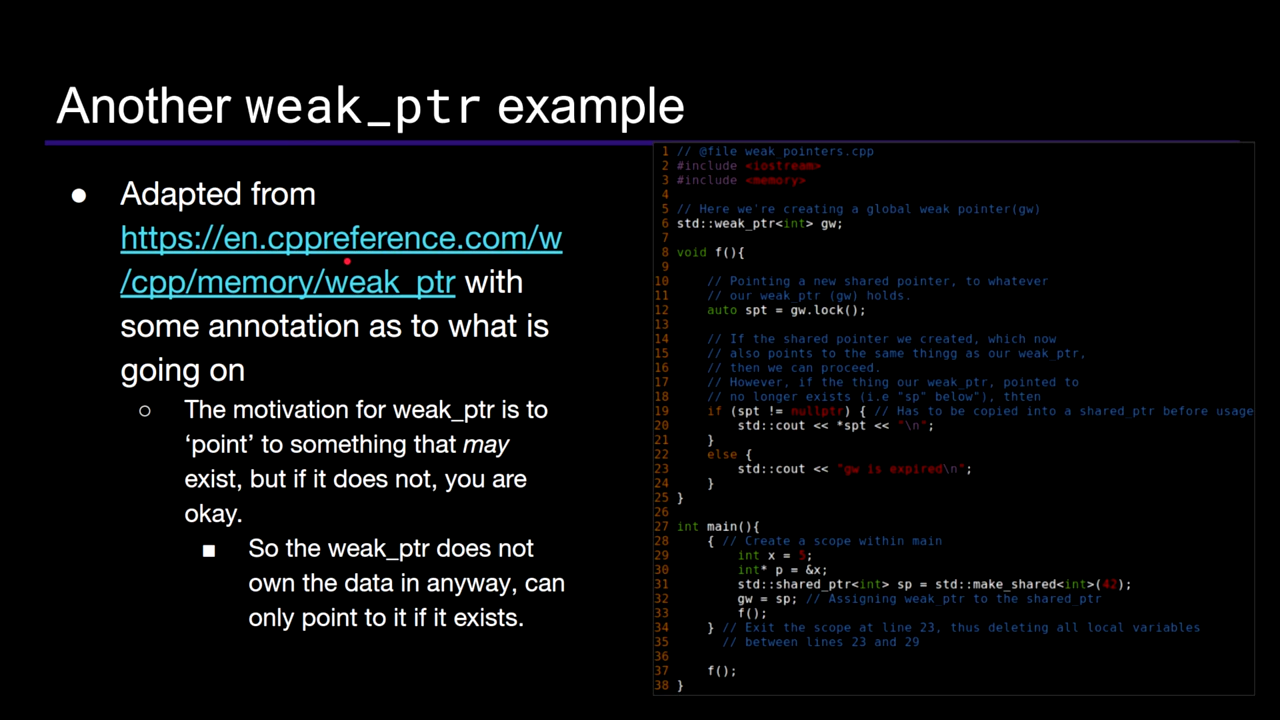 Another weak_ptr example
● Adapted from
https://en.cppreference.com/w
/cpp/memory/weak_ptr with
some annotation as to what is
going on
○ The motivation for weak_ptr is to
‘point’ to something that may
exist, but if it does not, you are
okay.
■ So the weak_ptr does not
own the data in anyway, can
only point to it if it exists.
1 // @file weak pointers.cpp
2 #include <iostream>
3 #include <memory>
4
5 // Here we're creating a global weak pointer(gw)
6 std::weak_ptr<int> gw;
7
8 void f(){
9
10     // Pointing a new shared pointer, to whatever
11     // our weak_ptr (gw) holds.
12     auto spt = gw.lock();
13
14     // If the shared pointer we created, which now
15     // also points to the same thingg as our weak_ptr,
16     // then we can proceed.
17     // However, if the thing our weak_ptr, pointed to
18     // no longer exists (i.e "sp" below"), thten
19     if (spt != nullptr) { // Has to be copied into a shared_ptr before usage
20         std::cout << *spt << "\n";
21     }
22     else {
23         std::cout << "gw is expired\n";
24     }
25 }
26
27 int main(){
28     { // Create a scope within main
29         int x = 5;
30         int* p = &x;
31         std::shared_ptr<int> sp = std::make_shared<int>(42);
32         gw = sp; // Assigning weak_ptr to the shared_ptr
33         f();
34     } // Exit the scope at line 23, thus deleting all local variables
35       // between lines 23 and 29
36
37     f();
38 }